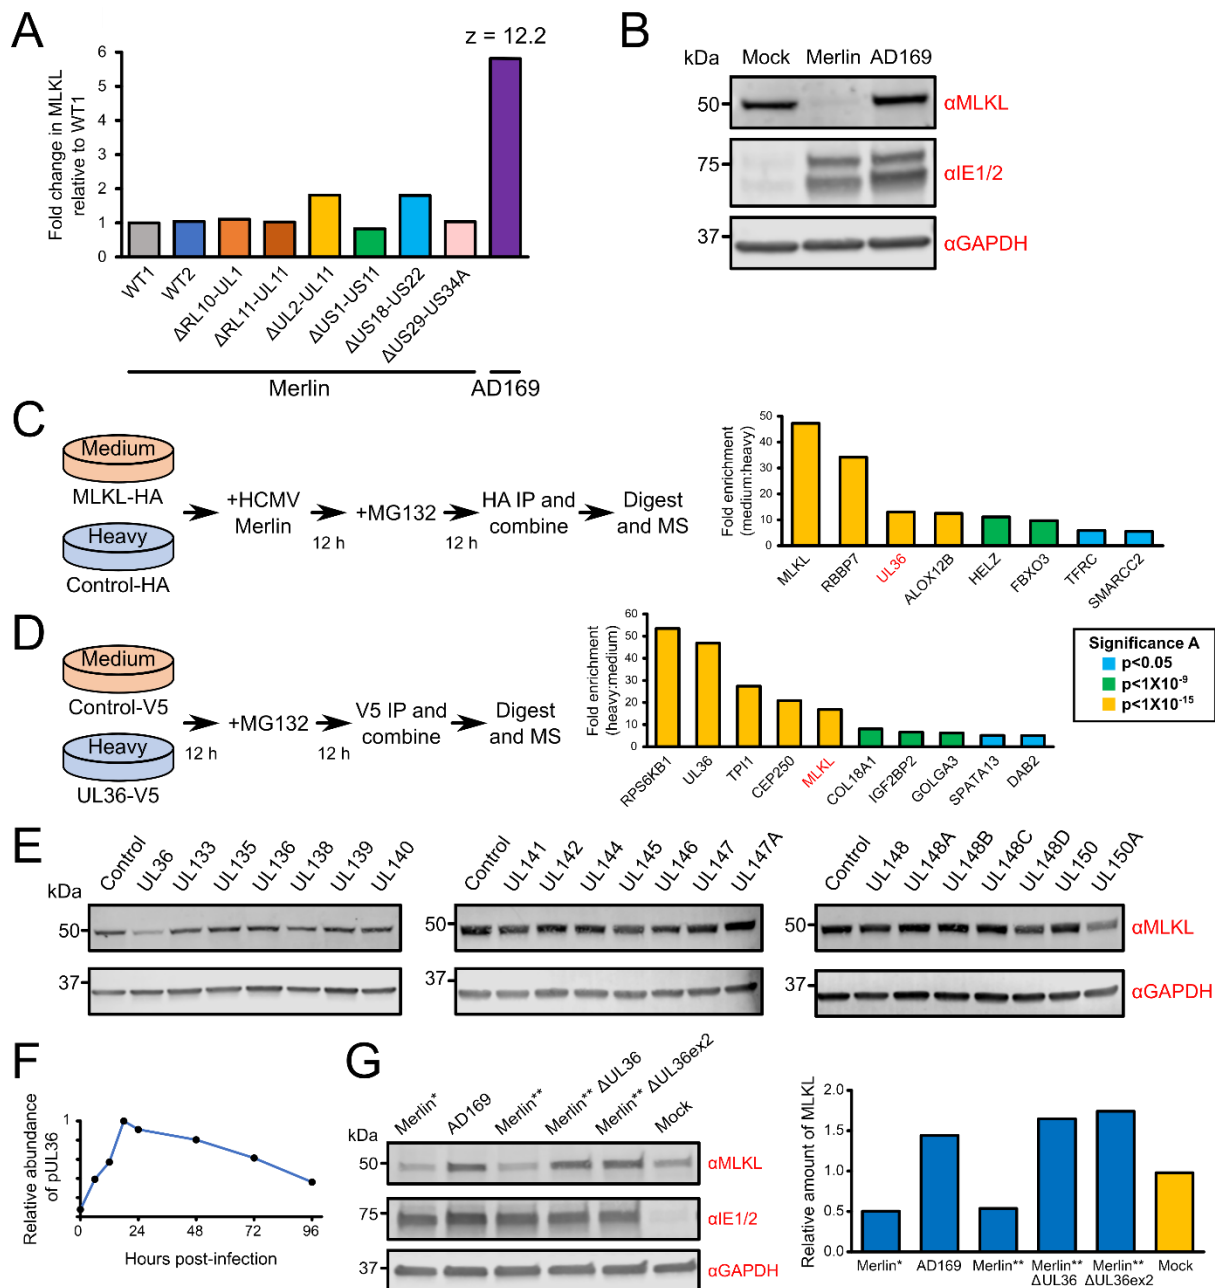 A
z = 12.2
Fold change in MLKL
relative to WT1
6
5
4
3
2
1
0
WT1
WT2
ΔRL10-UL1
ΔRL11-UL11
ΔUL2-UL11
ΔUS1-US11
ΔUS18-US22
ΔUS29-US34A
Merlin
AD169
B
kDa Mock Merlin AD169
50
αMLKL
75
αIE1/2
37
αGAPDH
C
Medium
MLKL-HA
Heavy
Control-HA
+HCMV
Merlin
12 h
+MG132
12 h
HA IP and
combine
Digest
and MS
Fold enrichment
(medium:heavy)
50
40
30
20
10
0
MLKL
RBBP7
UL36
ALOX12B
HELZ
FBXO3
TFRC
SMARCC2
D
Medium
Control-V5
Heavy
UL36-V5
12 h
+MG132
12 h
V5 IP and
combine
Digest
and MS
Fold enrichment
(heavy:medium)
60
50
40
30
20
10
0
RPS6KB1
UL36
TPI1
CEP250
MLKL
COL18A1
IGF2BP2
GOLGA3
SPATA13
DAB2
Significance A
p<0.05
p<1X10⁻⁹
p<1X10⁻¹⁵
E
kDa
Control
UL36
UL133
UL135
UL136
UL138
UL139
UL140
50
37
Control
UL141
UL142
UL144
UL145
UL146
UL147
UL147A
50
37
Control
UL148
UL148A
UL148B
UL148C
UL148D
UL150
UL150A
50
αMLKL
37
αGAPDH
F
Relative abundance
of pUL36
1
0
0 24 48 72 96
Hours post-infection
G
kDa
Merlin*
AD169
Merlin**
Merlin** ΔUL36
Merlin** ΔUL36ex2
Mock
50
αMLKL
75
αIE1/2
37
αGAPDH
Relative amount of MLKL
2.0
1.5
1.0
0.5
0.0
Merlin* AD169 Merlin** Merlin** Merlin** Mock
ΔUL36 ΔUL36ex2